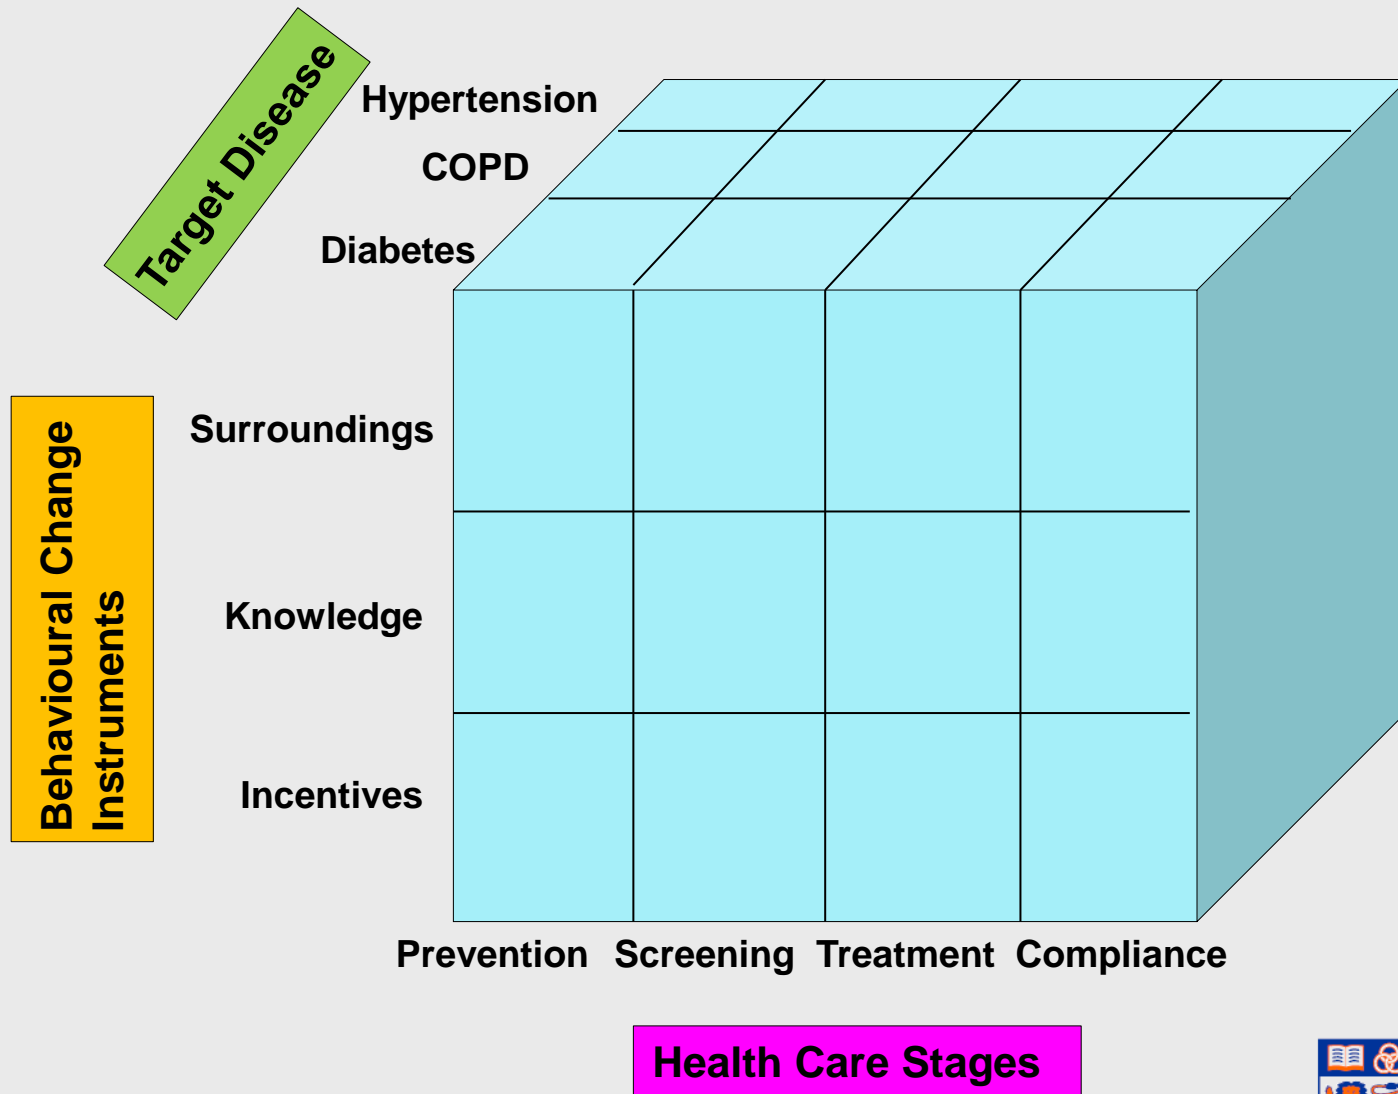 Target Disease
Hypertension
COPD
Diabetes
Behavioural Change
Instruments
Surroundings
Knowledge
Incentives
Prevention Screening Treatment Compliance
Health Care Stages